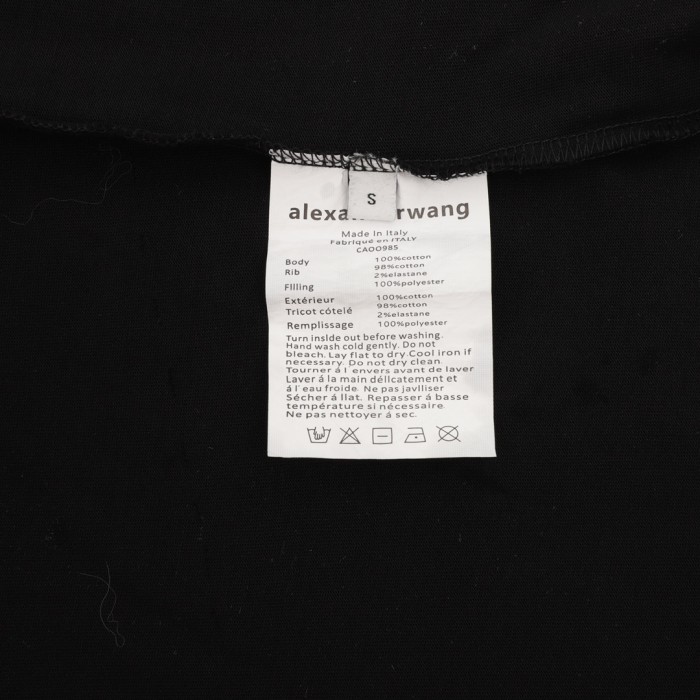 S
alexa rwang
Made in Italy
Fabriqué en ITALY
CAOO985
Body 100%cotton
Rib 98%cotton
2%elastane
Filling 100%polyester
Extérieur 100%cotton
Tricot côtelé 98%cotton
2%elastane
Remplissage 100%polyester
Turn inside out before washing.
Hand wash cold gently. Do not
bleach. Lay flat to dry.Cool iron if
necessary. Do not dry clean.
Tourner á l' envers avant de laver
Laver á la main délicatement et
á l' eau froide. Ne pas javlliser
Sécher á llat. Repasser á basse
température si nécessaire.
Ne pas nettoyer á sec.